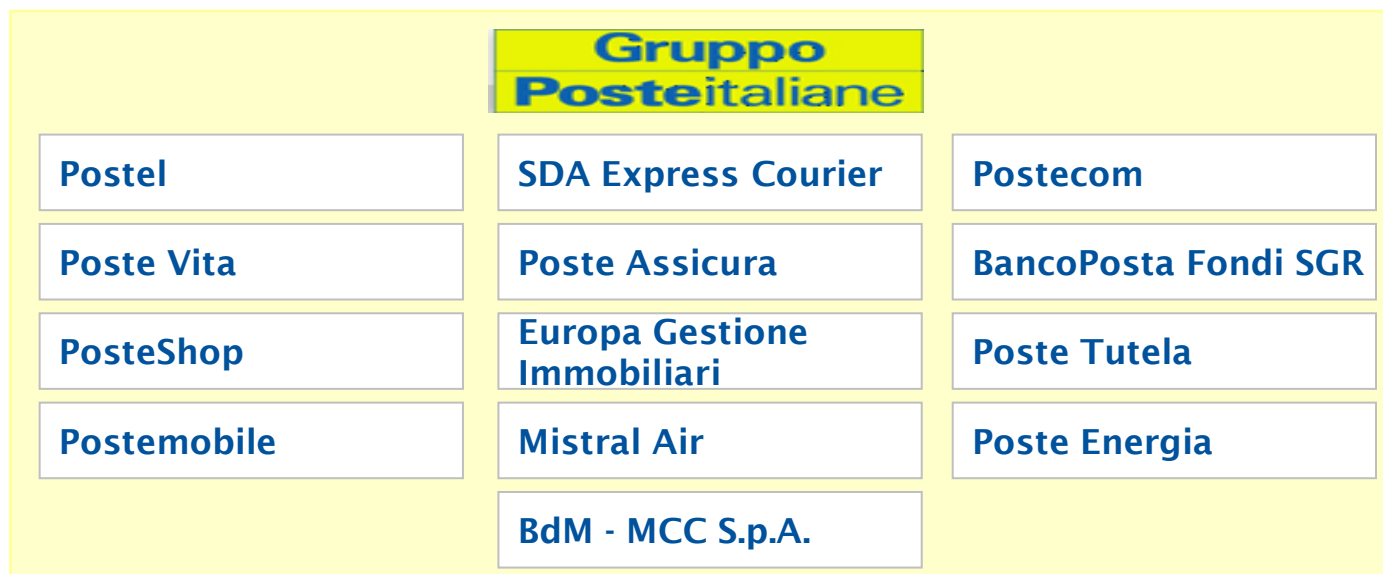 Gruppo
Posteitaliane
Postel
SDA Express Courier
Postecom
Poste Vita
Poste Assicura
BancoPosta Fondi SGR
PosteShop
Europa Gestione
Immobiliari
Poste Tutela
Postemobile
Mistral Air
Poste Energia
BdM - MCC S.p.A.